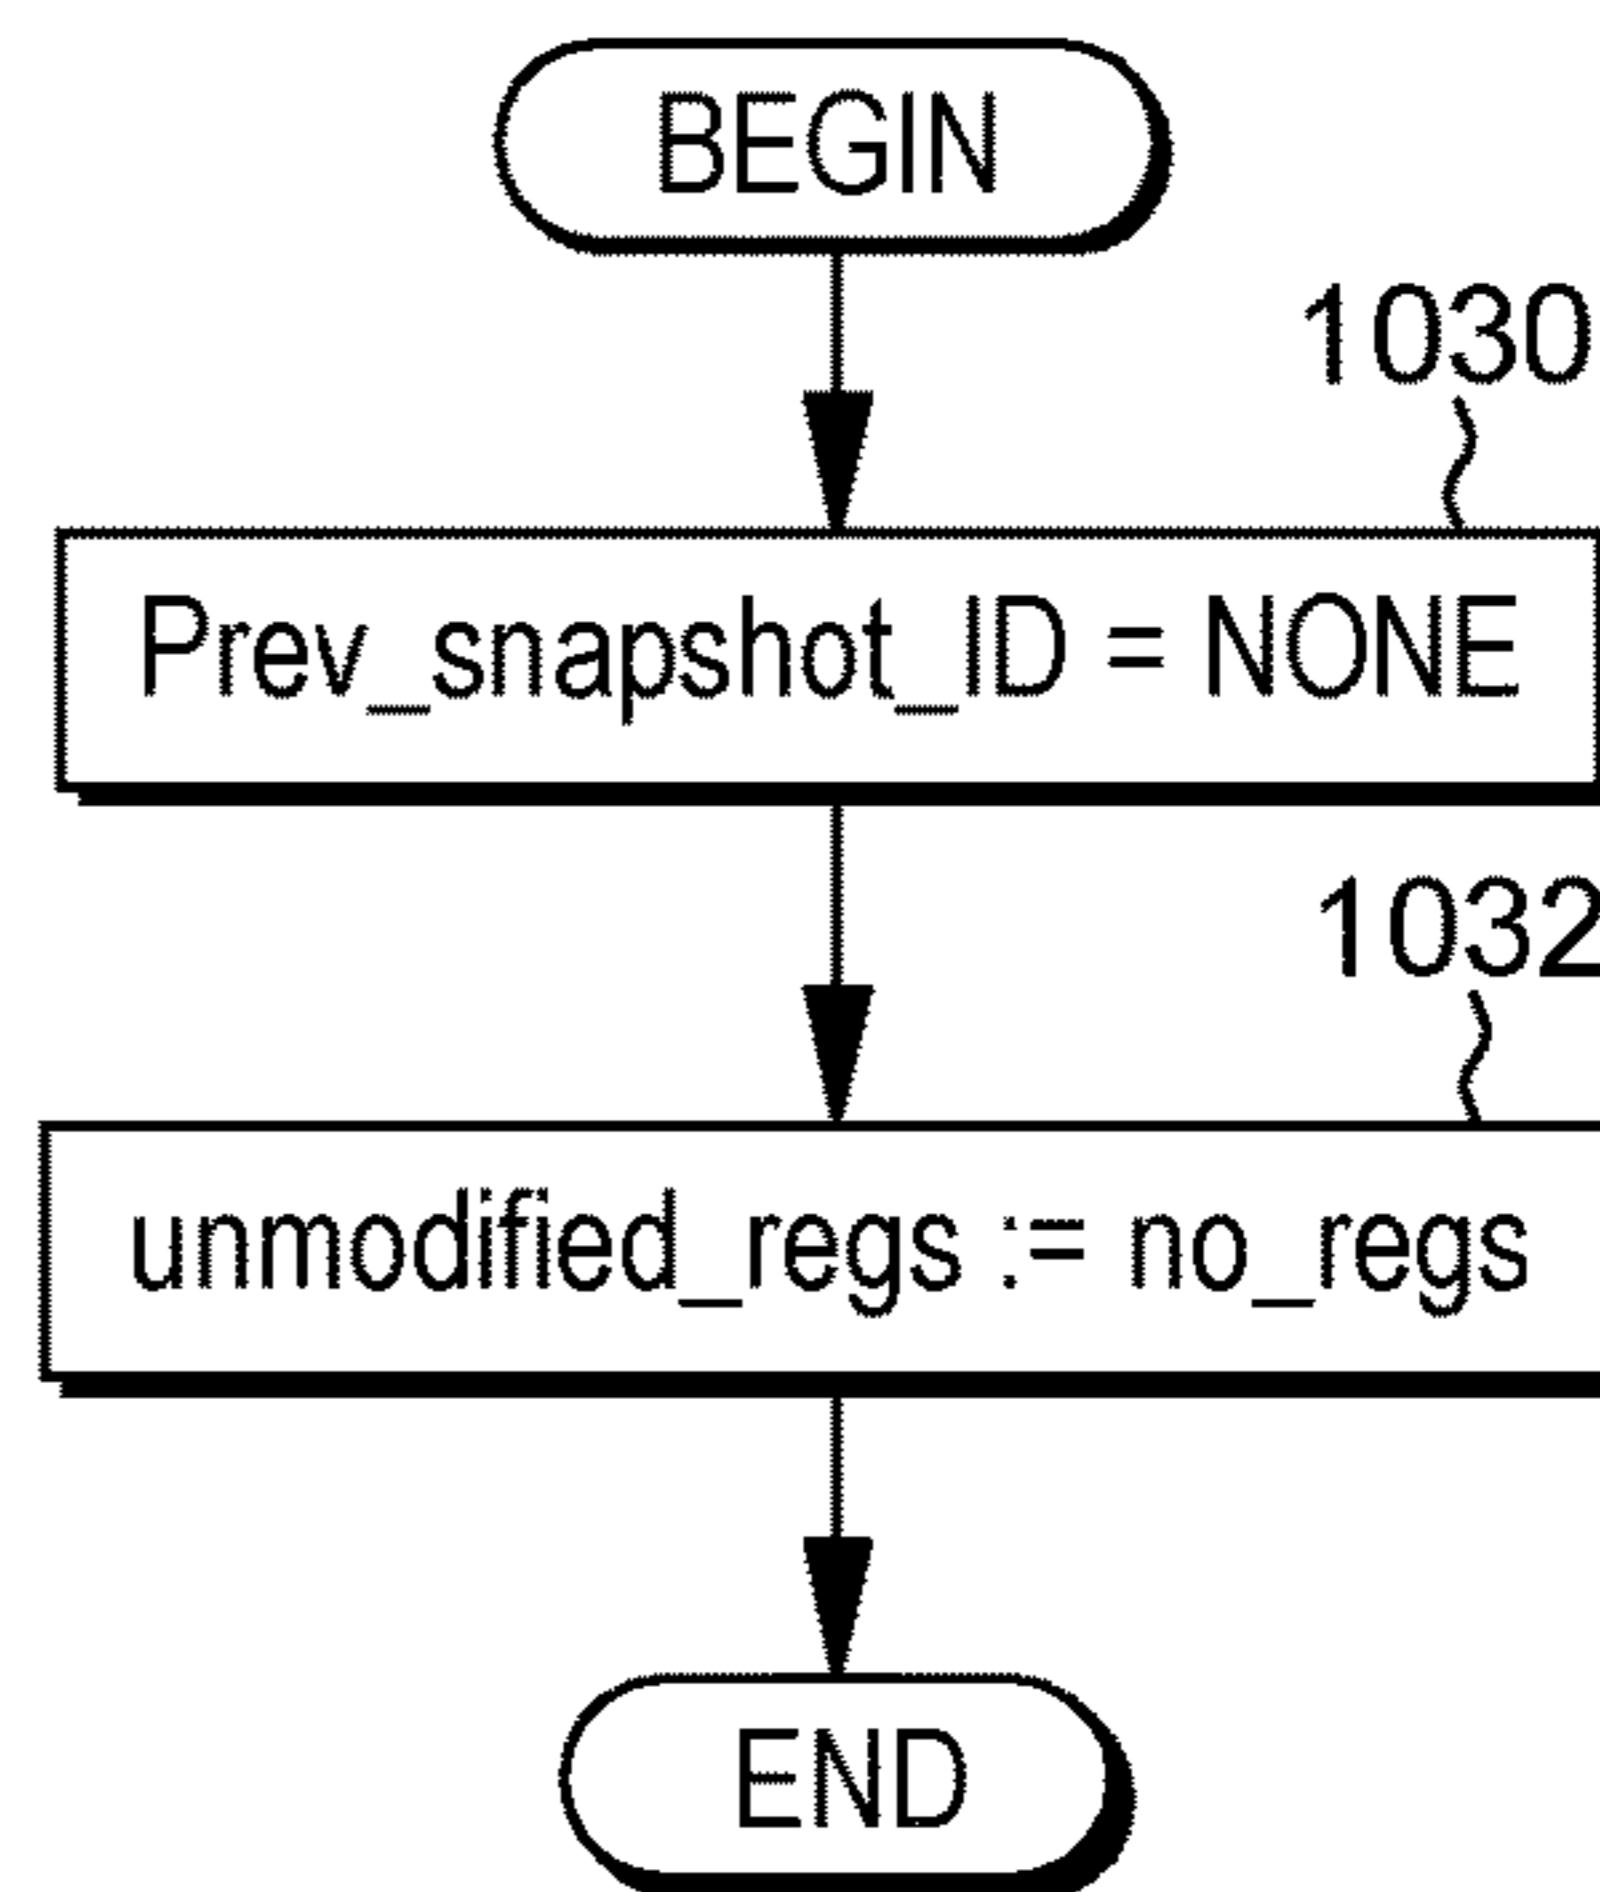 BEGIN
1030
Prev_snapshot_ID = NONE
1032
unmodified_regs := no_regs
END